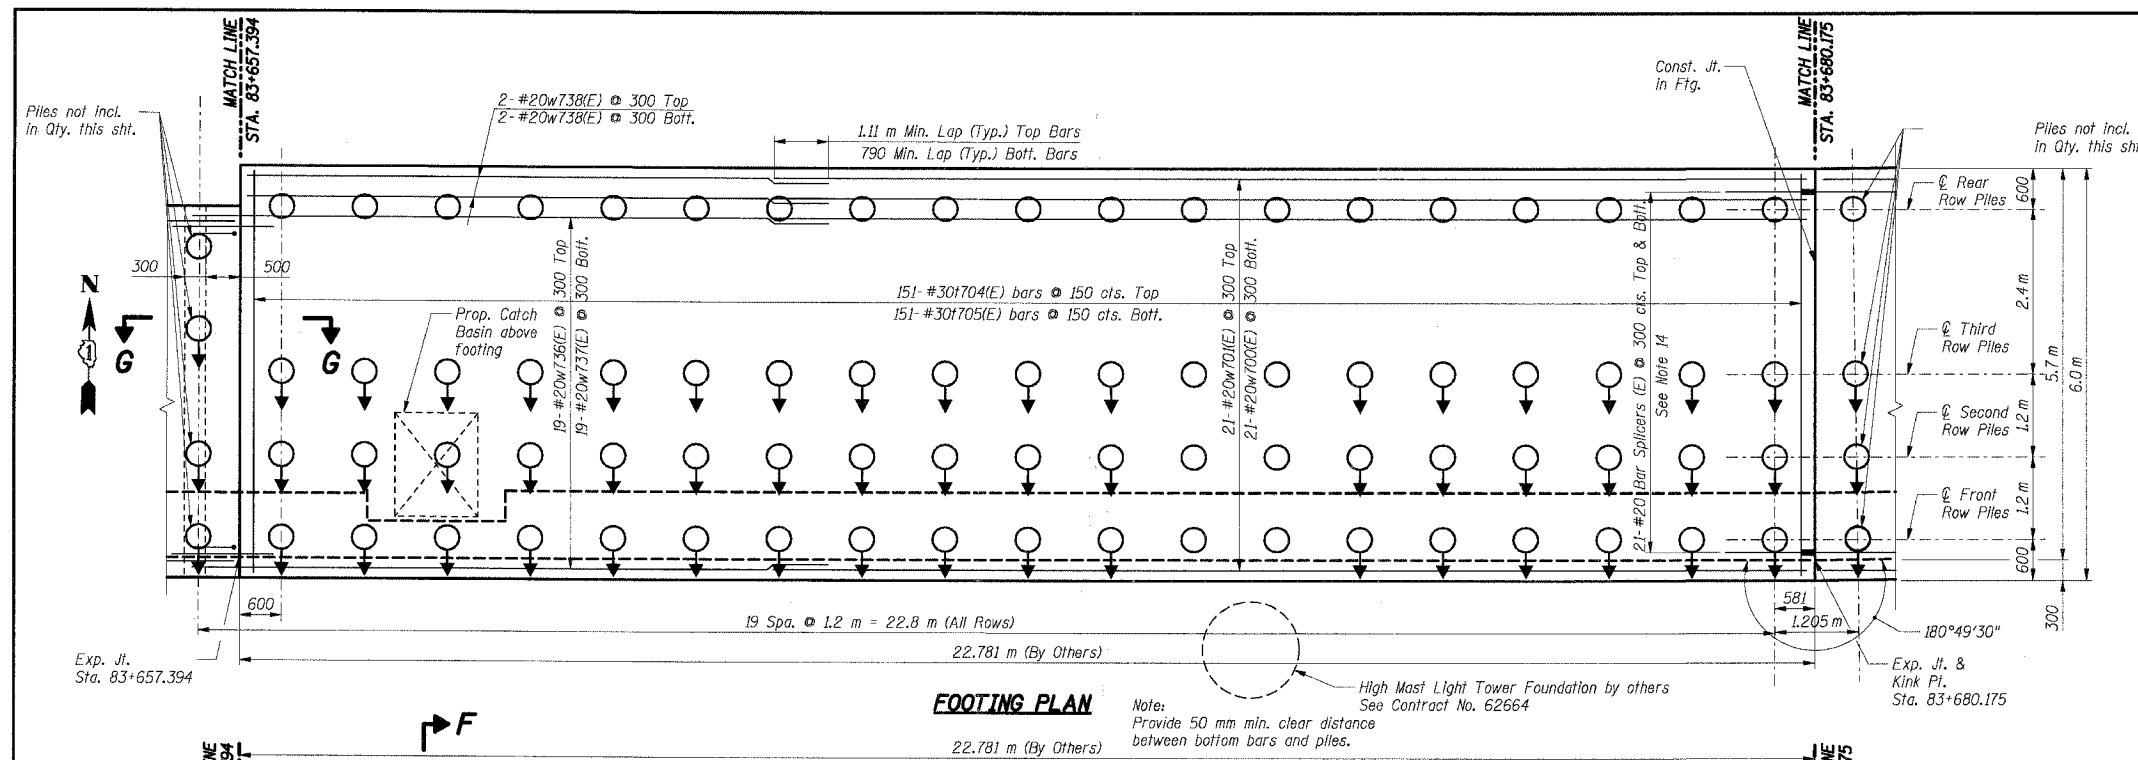 MATCH LINE
STA. 83+657.394
MATCH LINE
STA. 83+680.175
Const. Jt.
in Ftg.
Piles not incl.
in Qty. this sht.
2-#20w738(E) @ 300 Top
2-#20w738(E) @ 300 Bott.
1.11 m Min. Lap (Typ.) Top Bars
790 Min. Lap (Typ.) Bott. Bars
Piles not incl.
in Qty. this sht
℄ Rear
Row Piles
600
300
500
N
1
G
G
Prop. Catch
Basin above
footing
151-#30t704(E) bars @ 150 cts. Top
151-#30t705(E) bars @ 150 cts. Bott.
19-#20w736(E) @ 300 Top
19-#20w737(E) @ 300 Bott.
21-#20w701(E) @ 300 Top
21-#20w700(E) @ 300 Bott.
21-#20 Bar Splicers (E) @ 300 cts. Top & Bott.
See Note 14
2.4 m
℄ Third
Row Piles
5.7 m
6.0 m
1.2 m
℄ Second
Row Piles
1.2 m
℄ Front
Row Piles
600
600
581
19 Spa. @ 1.2 m = 22.8 m (All Rows)
1.205 m
300
180°49'30"
Exp. Jt.
Sta. 83+657.394
22.781 m (By Others)
Exp. Jt. &
Kink Pt.
Sta. 83+680.175
High Mast Light Tower Foundation by others
See Contract No. 62664
FOOTING PLAN
Note:
Provide 50 mm min. clear distance
between bottom bars and piles.
F
22.781 m (By Others)
NE
94
NE
75